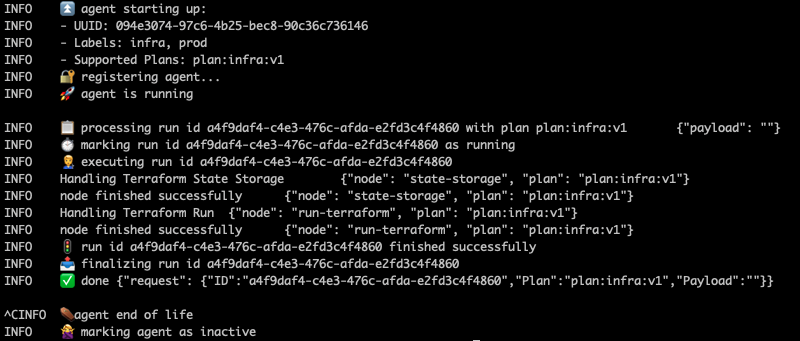 INFO ⏫ agent starting up:
INFO - UUID: 094e3074-97c6-4b25-bec8-90c36c736146
INFO - Labels: infra, prod
INFO - Supported Plans: plan:infra:v1
INFO 🔐 registering agent...
INFO 🚀 agent is running
INFO 📋 processing run id a4f9daf4-c4e3-476c-afda-e2fd3c4f4860 with plan plan:infra:v1 {"payload": ""}
INFO ⏱ marking run id a4f9daf4-c4e3-476c-afda-e2fd3c4f4860 as running
INFO 👩‍⚖️ executing run id a4f9daf4-c4e3-476c-afda-e2fd3c4f4860
INFO Handling Terraform State Storage {"node": "state-storage", "plan": "plan:infra:v1"}
INFO node finished successfully {"node": "state-storage", "plan": "plan:infra:v1"}
INFO Handling Terraform Run {"node": "run-terraform", "plan": "plan:infra:v1"}
INFO node finished successfully {"node": "run-terraform", "plan": "plan:infra:v1"}
INFO 🚦 run id a4f9daf4-c4e3-476c-afda-e2fd3c4f4860 finished successfully
INFO 📤 finalizing run id a4f9daf4-c4e3-476c-afda-e2fd3c4f4860
INFO ✅ done {"request": {"ID":"a4f9daf4-c4e3-476c-afda-e2fd3c4f4860","Plan":"plan:infra:v1","Payload":""}}
^CINFO ⚰️agent end of life
INFO 🤷‍♀️ marking agent as inactive